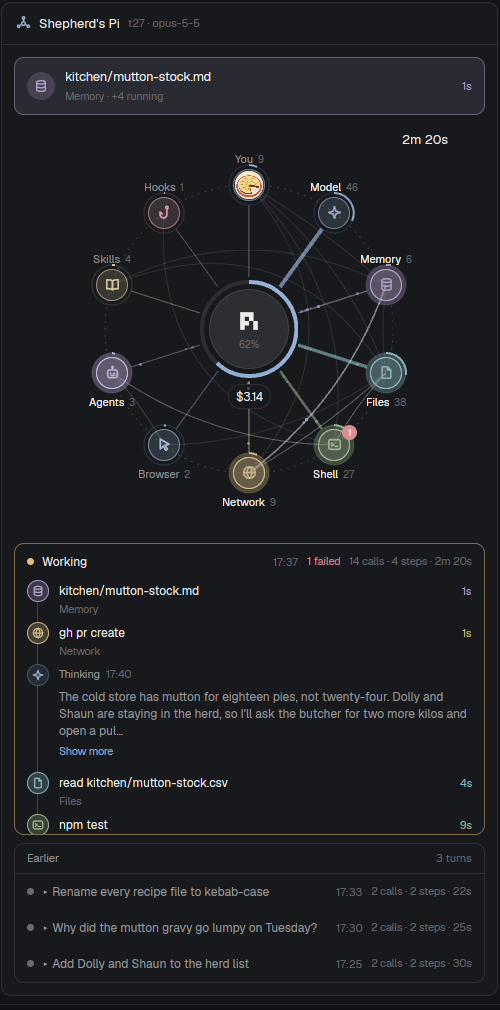 Shepherd's Pi t27 · opus-5-5
kitchen/mutton-stock.md
1s
Memory · +4 running
2m 20s
You 9
Hooks 1
Model 46
Skills 4
Memory 6
62%
$3.14
Agents 3
Files 38
1
Browser 2
Shell 27
Network 9
Working 17:37 1 failed 14 calls · 4 steps · 2m 20s
kitchen/mutton-stock.md 1s
Memory
gh pr create 1s
Network
Thinking 17:40
The cold store has mutton for eighteen pies, not twenty-four. Dolly and
Shaun are staying in the herd, so I'll ask the butcher for two more kilos and
open a pul...
Show more
read kitchen/mutton-stock.csv 4s
Files
npm test 9s
Earlier 3 turns
Rename every recipe file to kebab-case 17:33 2 calls · 2 steps · 22s
Why did the mutton gravy go lumpy on Tuesday? 17:30 2 calls · 2 steps · 25s
Add Dolly and Shaun to the herd list 17:25 2 calls · 2 steps · 30s